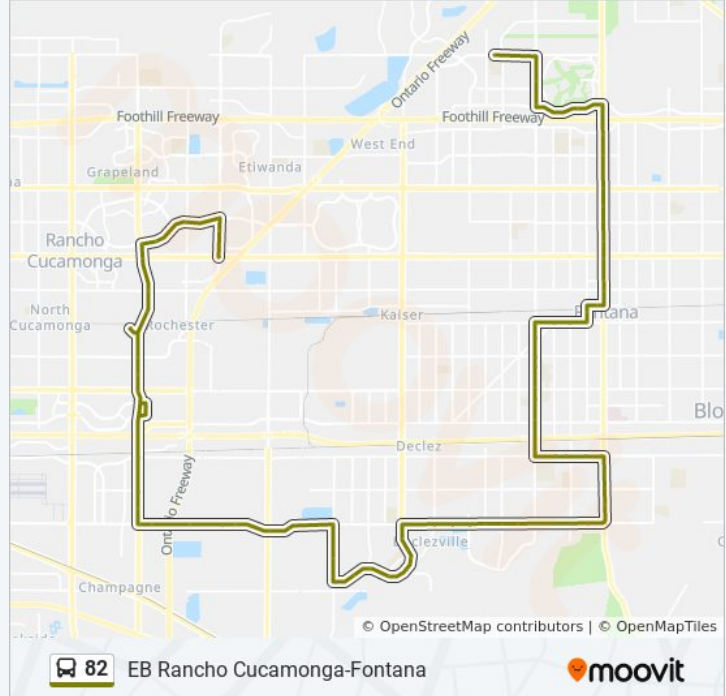 Ontario Freeway
Foothill Freeway
Foothill Freeway
West End
Etiwanda
Grapeland
Rancho
Cucamonga
North
Cucamonga
Rochester
Kaiser
Fontana
Bloo
Declez
Ontario Freeway
Declezville
Champagne
© OpenStreetMap contributors | © OpenMapTiles
82 EB Rancho Cucamonga-Fontana
moovit